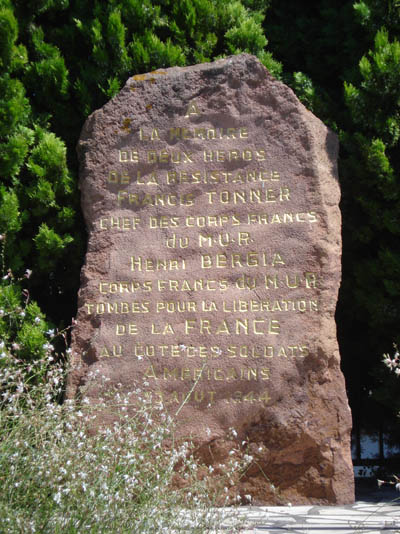 A
LA MEMOIRE
DE DEUX HEROS
DE LA RESISTANCE
FRANCIS TONNER
CHEF DES CORPS FRANCS
DU M.U.R.
HENRI BERGIA
CORPS FRANCS DU M.U.R
TOMBES POUR LA LIBERATION
DE LA FRANCE
AU COTE DES SOLDATS
AMERICAINS
AOUT 1944